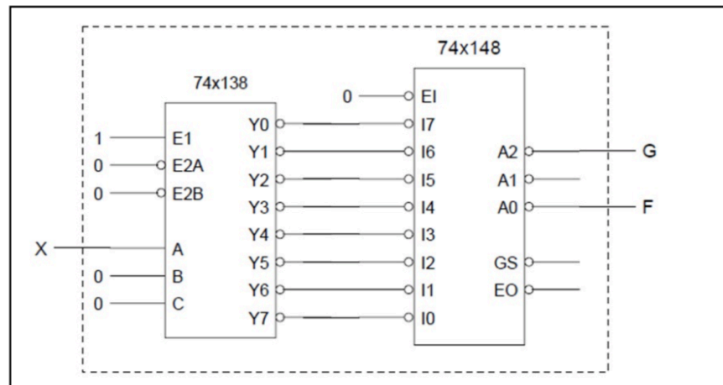 74x148
74x138
0 EI
Y0 I7
1 E1 Y1 I6 A2 G
0 E2A Y2 I5 A1
0 E2B Y3 I4 A0 F
Y4 I3
X A Y5 I2 GS
0 B Y6 I1 EO
0 C Y7 I0